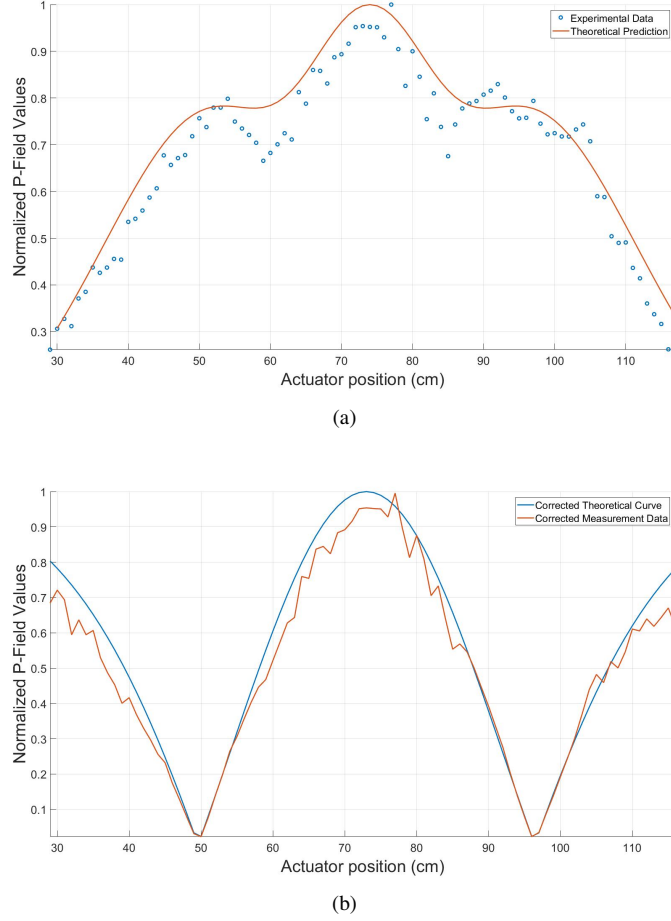 1
0.9
0.8
0.7
0.6
0.5
0.4
0.3
Normalized P-Field Values
Experimental Data
Theoretical Prediction
30 40 50 60 70 80 90 100 110
Actuator position (cm)
(a)
1
0.9
0.8
0.7
0.6
0.5
0.4
0.3
0.2
0.1
Normalized P-Field Values
Corrected Theoretical Curve
Corrected Measurement Data
30 40 50 60 70 80 90 100 110
Actuator position (cm)
(b)